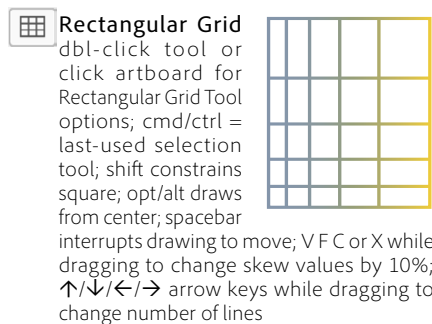 Rectangular Grid
dbl-click tool or
click artboard for
Rectangular Grid Tool
options; cmd/ctrl =
last-used selection
tool; shift constrains
square; opt/alt draws
from center; spacebar
interrupts drawing to move; V F C or X while
dragging to change skew values by 10%;
↑/↓/←/→ arrow keys while dragging to
change number of lines